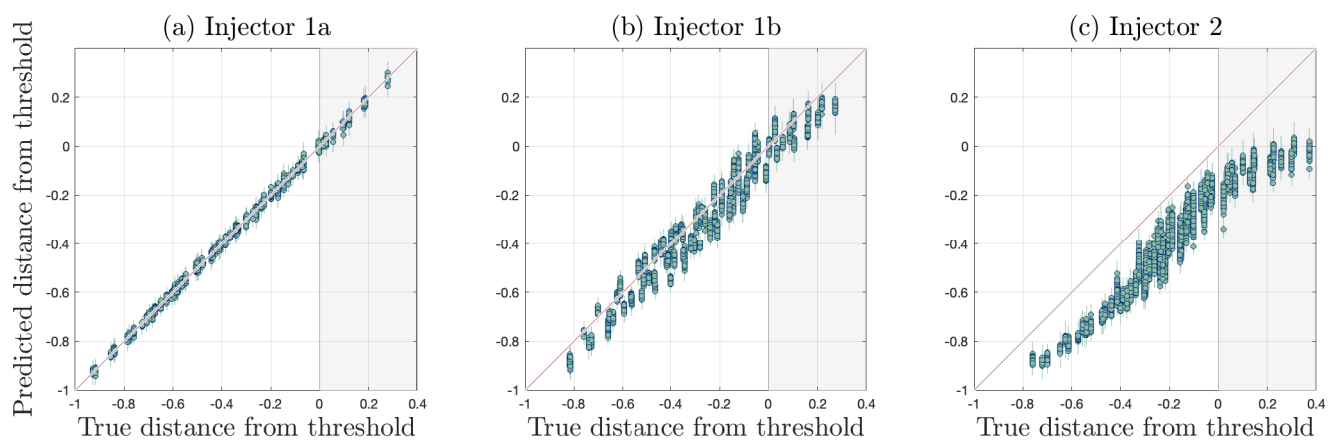 (a) Injector 1a
(b) Injector 1b
(c) Injector 2
Predicted distance from threshold
0.2
0
-0.2
-0.4
-0.6
-0.8
-1
-1 -0.8 -0.6 -0.4 -0.2 0 0.2 0.4
True distance from threshold
0.2
0
-0.2
-0.4
-0.6
-0.8
-1
-1 -0.8 -0.6 -0.4 -0.2 0 0.2 0.4
True distance from threshold
0.2
0
-0.2
-0.4
-0.6
-0.8
-1
-1 -0.8 -0.6 -0.4 -0.2 0 0.2 0.4
True distance from threshold